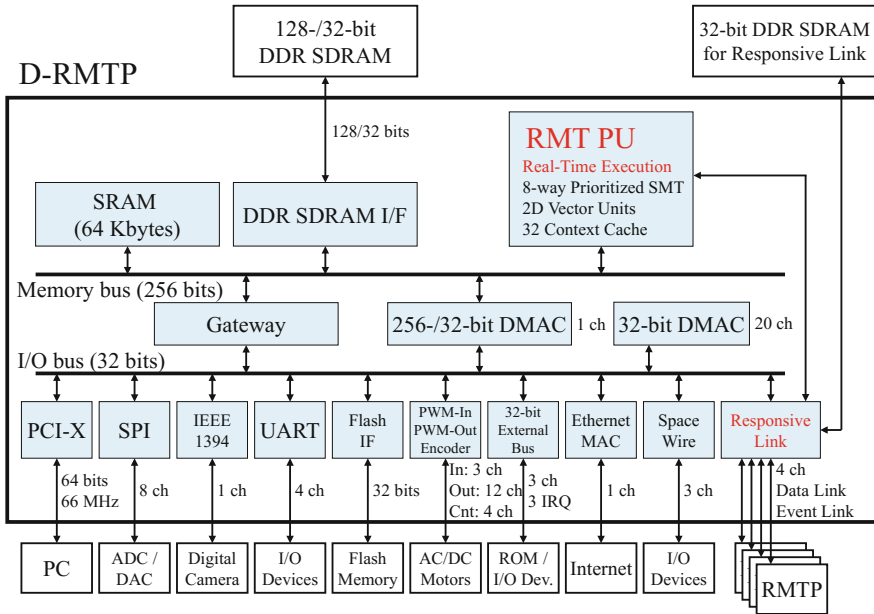 128-/32-bit
DDR SDRAM
32-bit DDR SDRAM
for Responsive Link
D-RMTP
128/32 bits
RMT PU
Real-Time Execution
8-way Prioritized SMT
2D Vector Units
32 Context Cache
SRAM
(64 Kbytes)
DDR SDRAM I/F
Memory bus (256 bits)
Gateway
256-/32-bit DMAC
1 ch
32-bit DMAC
20 ch
I/O bus (32 bits)
PCI-X
SPI
IEEE
1394
UART
Flash
IF
PWM-In
PWM-Out
Encoder
32-bit
External
Bus
Ethernet
MAC
Space
Wire
Responsive
Link
64 bits
66 MHz
8 ch
1 ch
4 ch
32 bits
In: 3 ch
Out: 12 ch
Cnt: 4 ch
3 ch
3 IRQ
1 ch
3 ch
4 ch
Data Link
Event Link
PC
ADC /
DAC
Digital
Camera
I/O
Devices
Flash
Memory
AC/DC
Motors
ROM /
I/O Dev.
Internet
I/O
Devices
RMTP